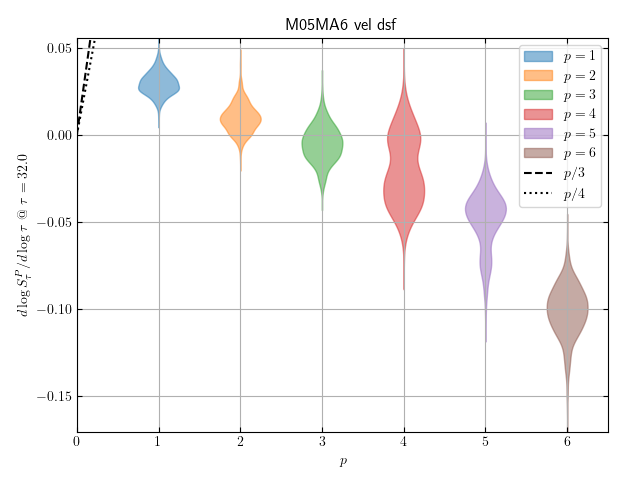 M05MA6 vel dsf
0.05
0.00
−0.05
−0.10
−0.15
d log S_τ^P / d log τ @ τ = 32.0
0 1 2 3 4 5 6
p
p = 1
p = 2
p = 3
p = 4
p = 5
p = 6
p/3
p/4